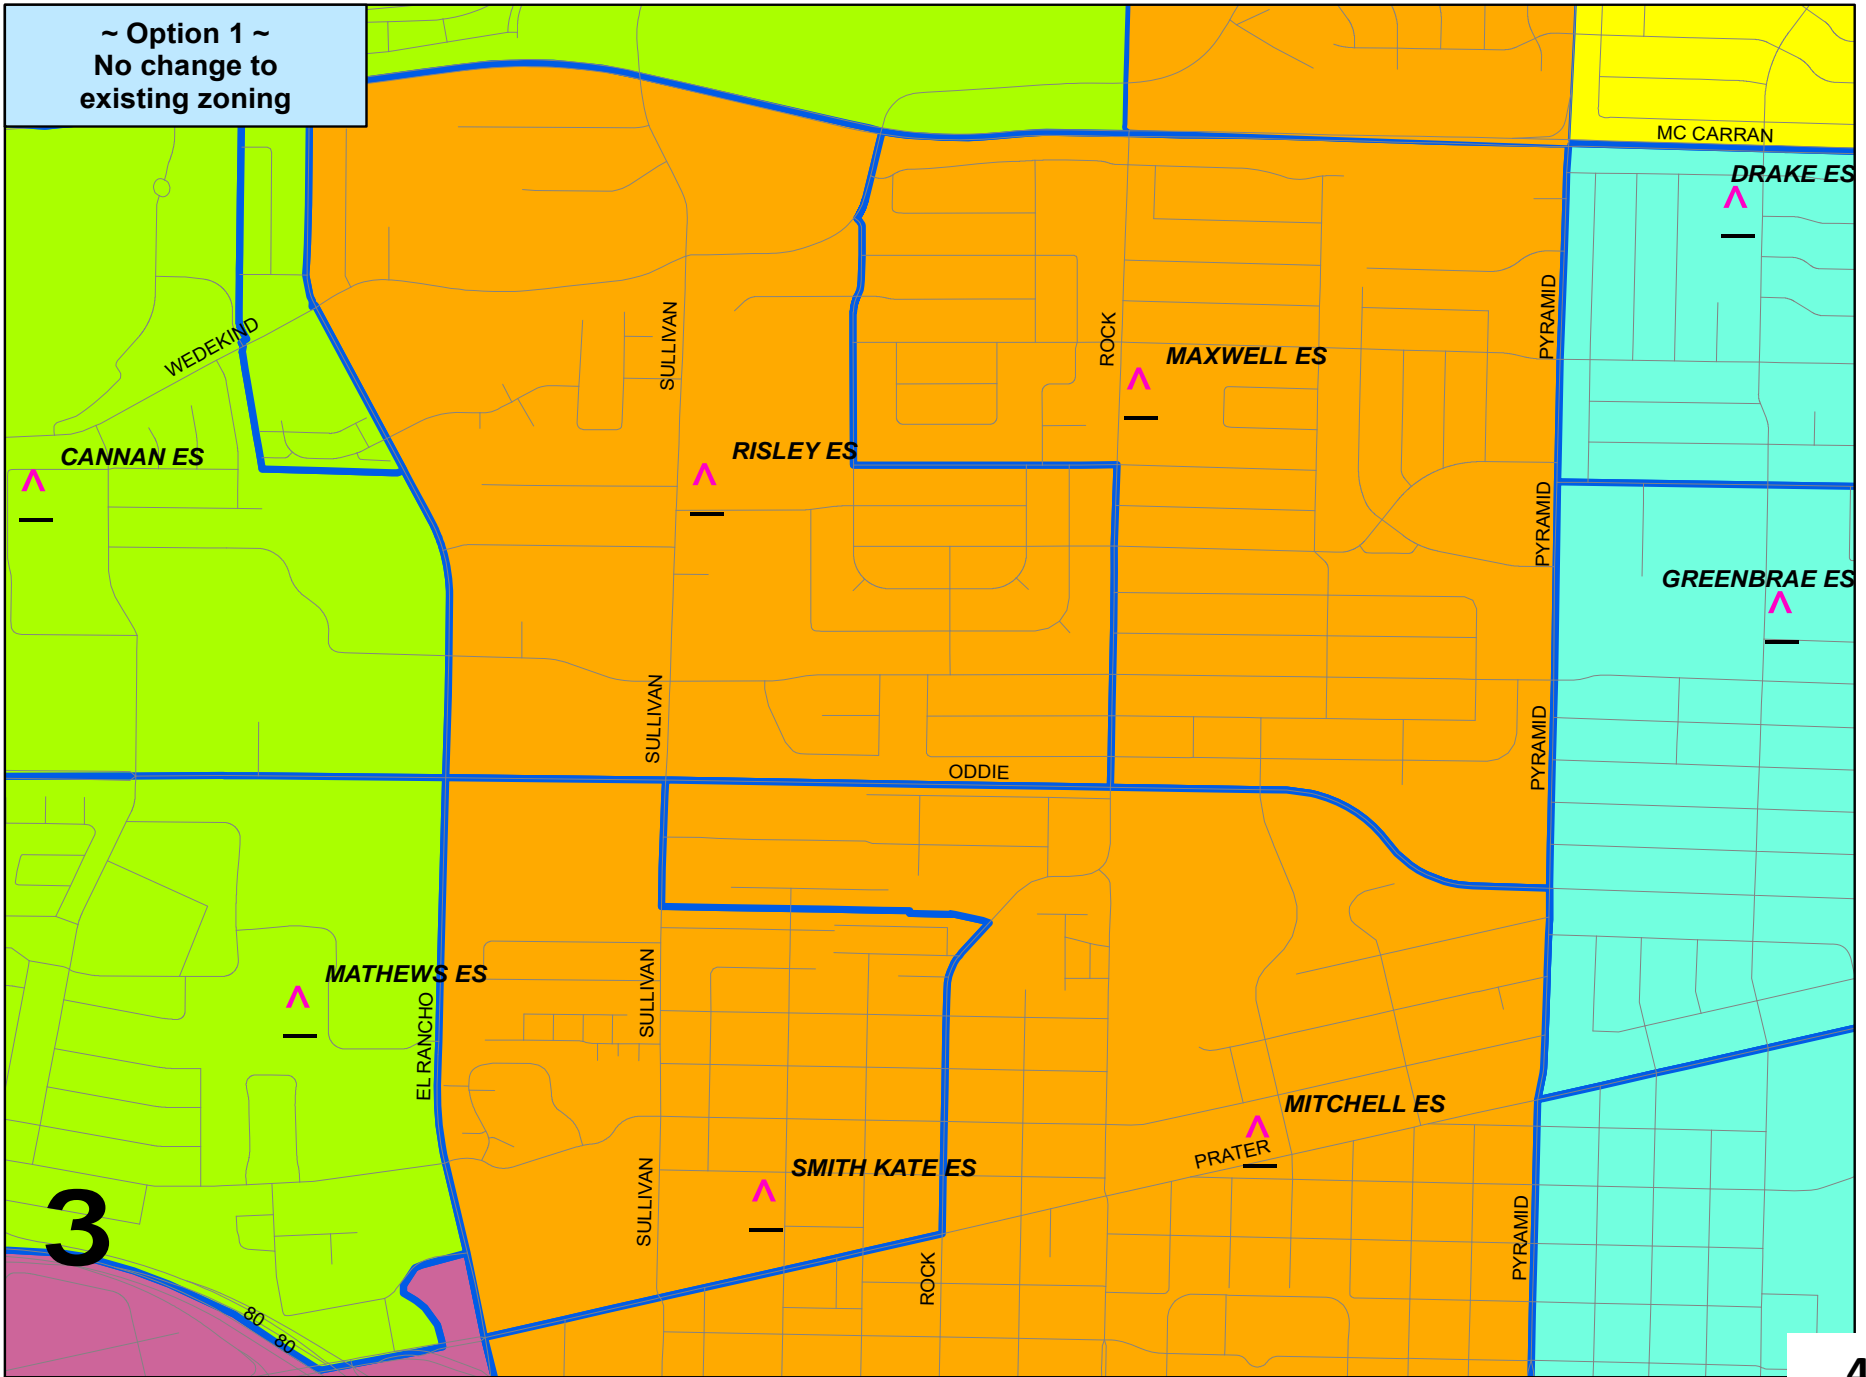 ~ Option 1 ~
No change to
existing zoning
MC CARRAN
DRAKE ES
WEDEKIND
SULLIVAN
ROCK
PYRAMID
MAXWELL ES
CANNAN ES
RISLEY ES
PYRAMID
GREENBRAE ES
SULLIVAN
PYRAMID
ODDIE
MATHEWS ES
SULLIVAN
EL RANCHO
MITCHELL ES
PRATER
SMITH KATE ES
SULLIVAN
PYRAMID
3
ROCK
80
80
4